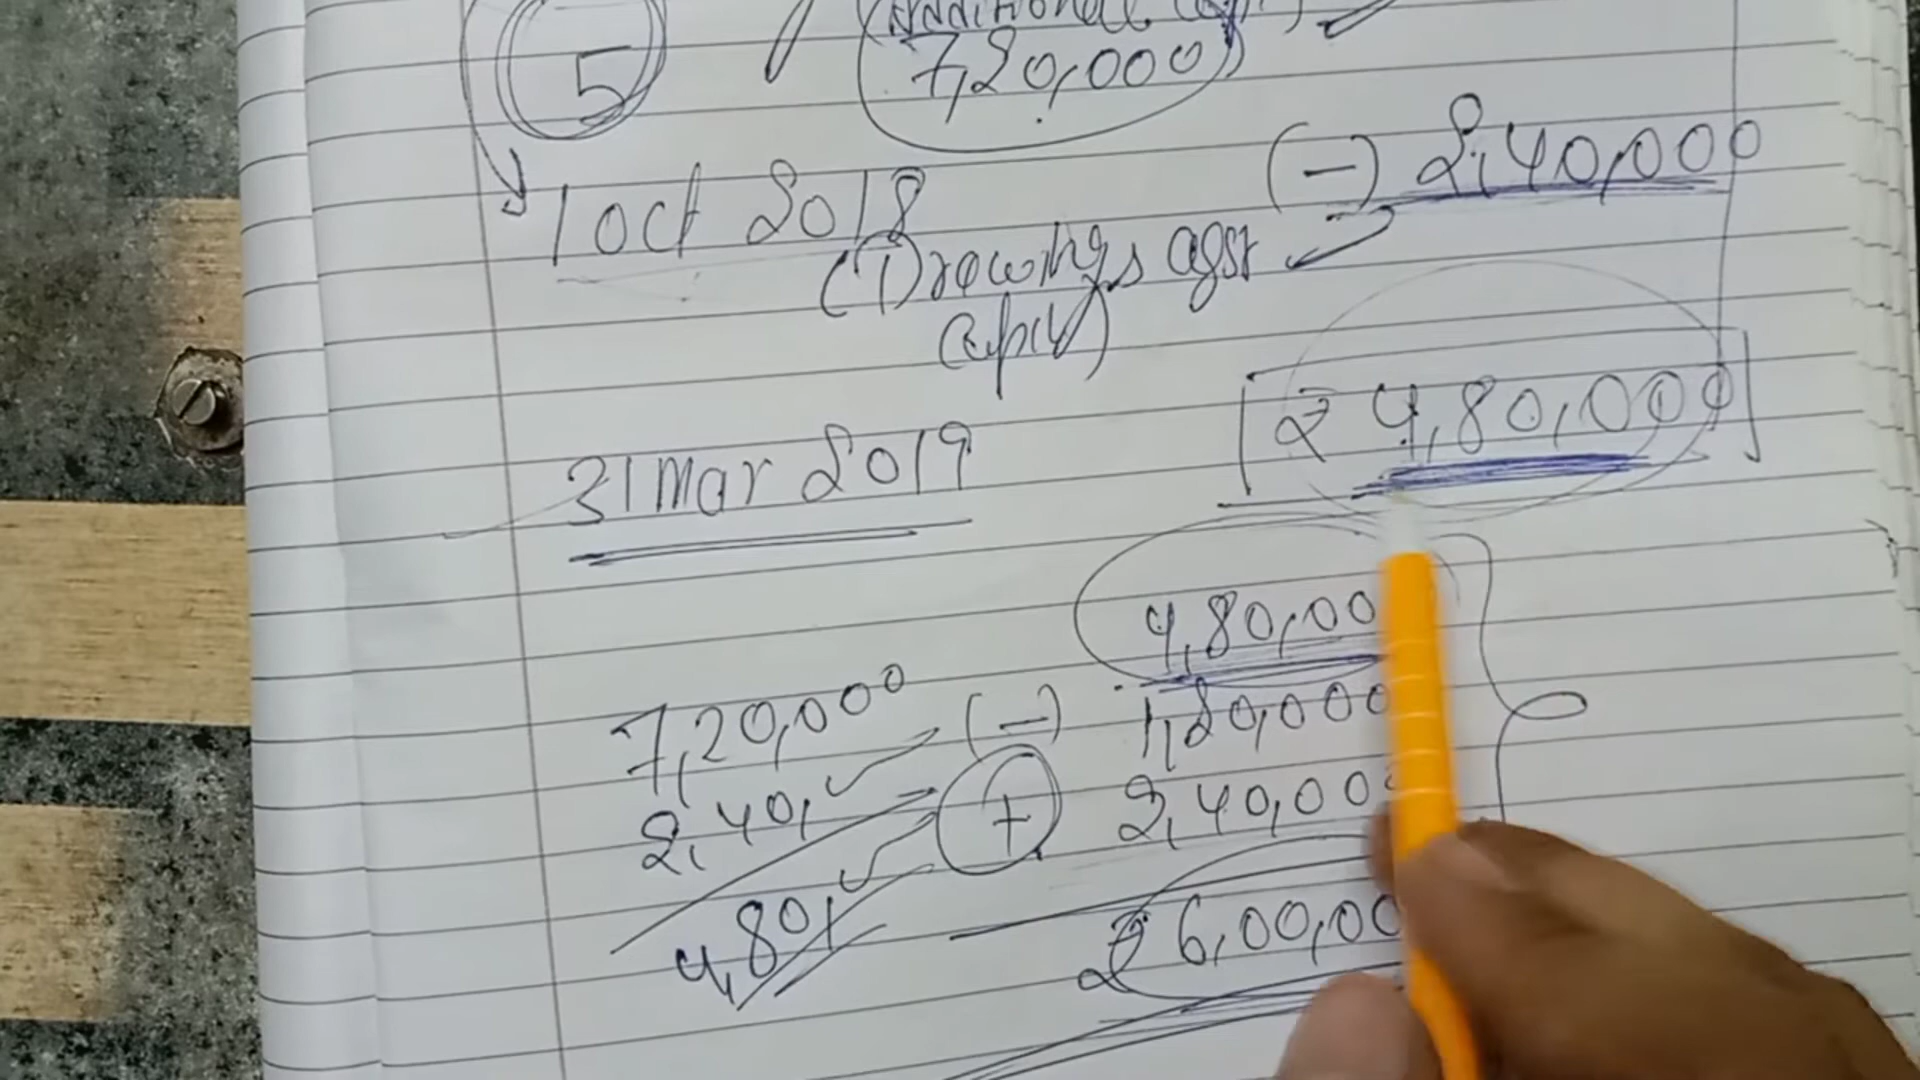 5
(Additional Capi)
7,20,000
(-) 2,40,000
1 Oct 2018
(Drawings agst
Capital)
₹ 4,80,000
31 Mar 2019
4,80,00
7,20,000 (-) 1,20,000
2,40, + 2,40,00
4,80,
₹ 6,00,00